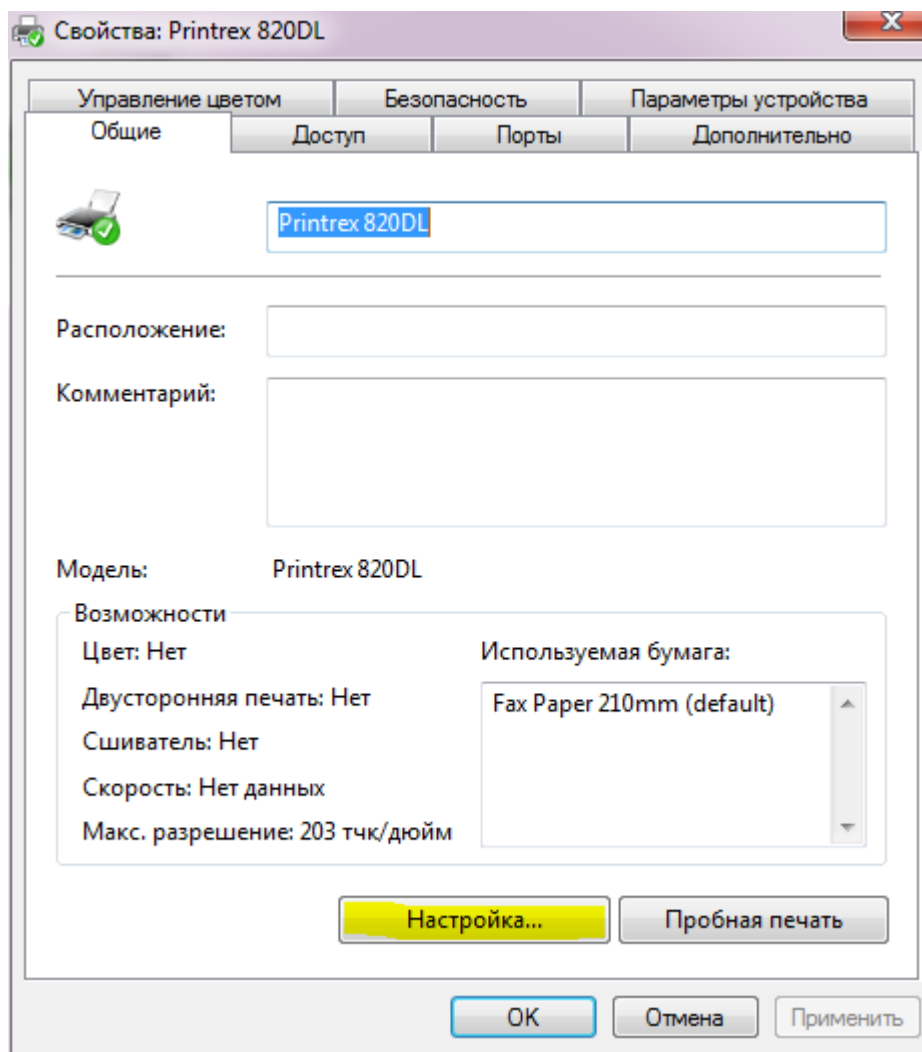 Свойства: Printrex 820DL
Управление цветом Безопасность Параметры устройства
Общие Доступ Порты Дополнительно
Printrex 820DL
Расположение:
Комментарий:
Модель: Printrex 820DL
Возможности
Цвет: Нет Используемая бумага:
Двусторонняя печать: Нет Fax Paper 210mm (default)
Сшиватель: Нет
Скорость: Нет данных
Макс. разрешение: 203 тчк/дюйм
Настройка... Пробная печать
OK Отмена Применить